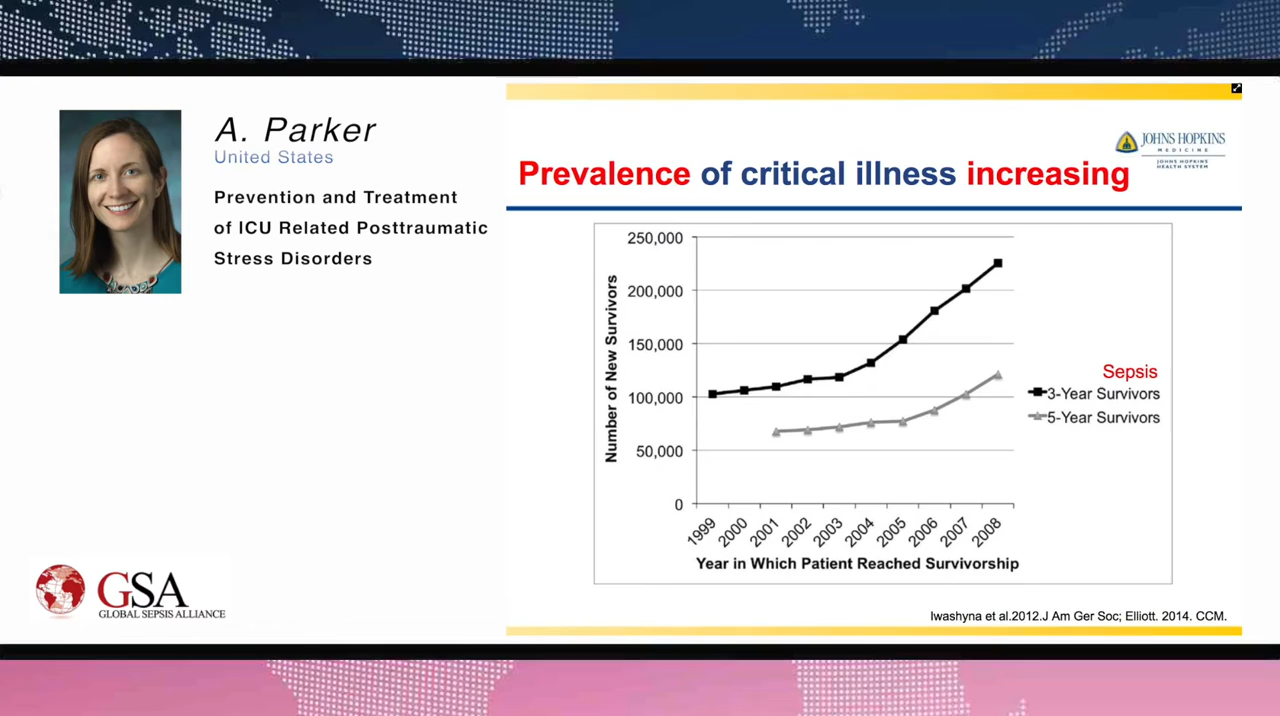 A. Parker
United States
Prevention and Treatment
of ICU Related Posttraumatic
Stress Disorders
GSA
GLOBAL SEPSIS ALLIANCE
JOHNS HOPKINS
MEDICINE
JOHNS HOPKINS
HEALTH SYSTEM
Prevalence of critical illness increasing
Number of New Survivors
250,000
200,000
150,000
100,000
50,000
0
1999
2000
2001
2002
2003
2004
2005
2006
2007
2008
Year in Which Patient Reached Survivorship
Sepsis
3-Year Survivors
5-Year Survivors
Iwashyna et al.2012.J Am Ger Soc; Elliott. 2014. CCM.